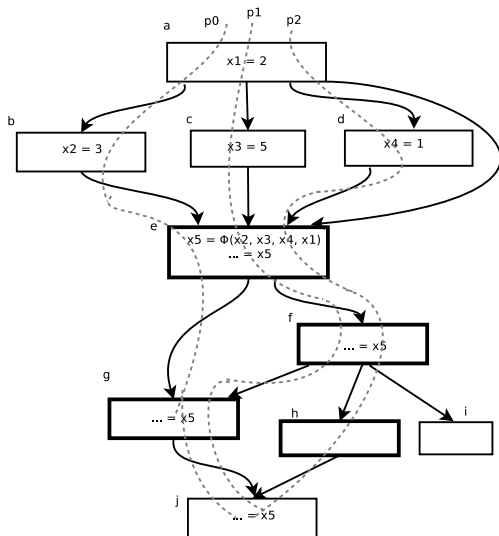 p0 p1 p2
a
x1 = 2
b
c
d
x2 = 3
x3 = 5
x4 = 1
e
x5 = Φ(x2, x3, x4, x1)
... = x5
f
... = x5
g
... = x5
h
i
j
... = x5